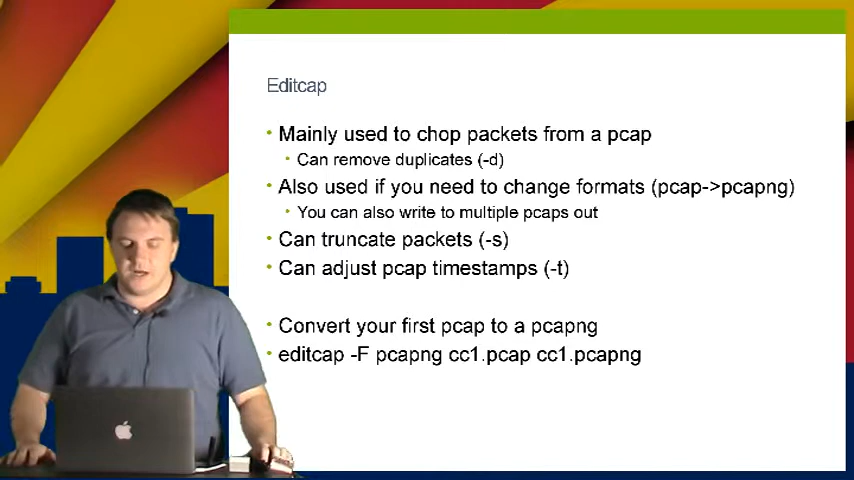 Editcap
• Mainly used to chop packets from a pcap
• Can remove duplicates (-d)
• Also used if you need to change formats (pcap->pcapng)
• You can also write to multiple pcaps out
• Can truncate packets (-s)
• Can adjust pcap timestamps (-t)
• Convert your first pcap to a pcapng
• editcap -F pcapng cc1.pcap cc1.pcapng